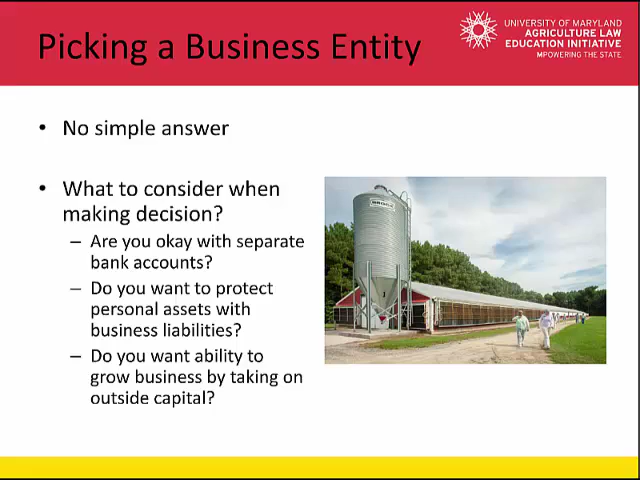 Picking a Business Entity
UNIVERSITY OF MARYLAND
AGRICULTURE LAW
EDUCATION INITIATIVE
MPOWERING THE STATE
• No simple answer
• What to consider when
making decision?
– Are you okay with separate
bank accounts?
– Do you want to protect
personal assets with
business liabilities?
– Do you want ability to
grow business by taking on
outside capital?